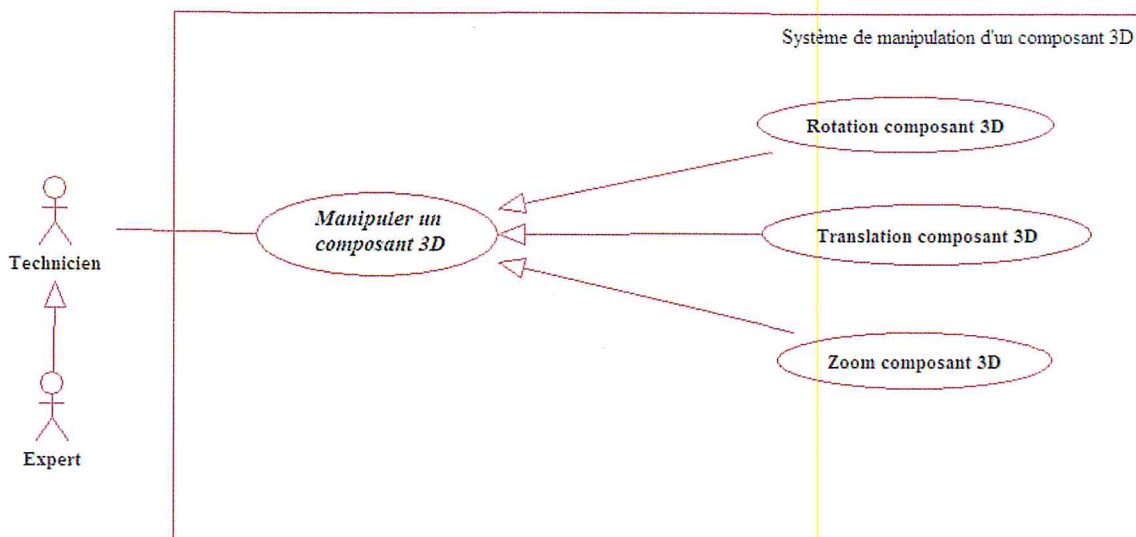 Système de manipulation d'un composant 3D
Rotation composant 3D
Manipuler un
composant 3D
Translation composant 3D
Technicien
Zoom composant 3D
Expert